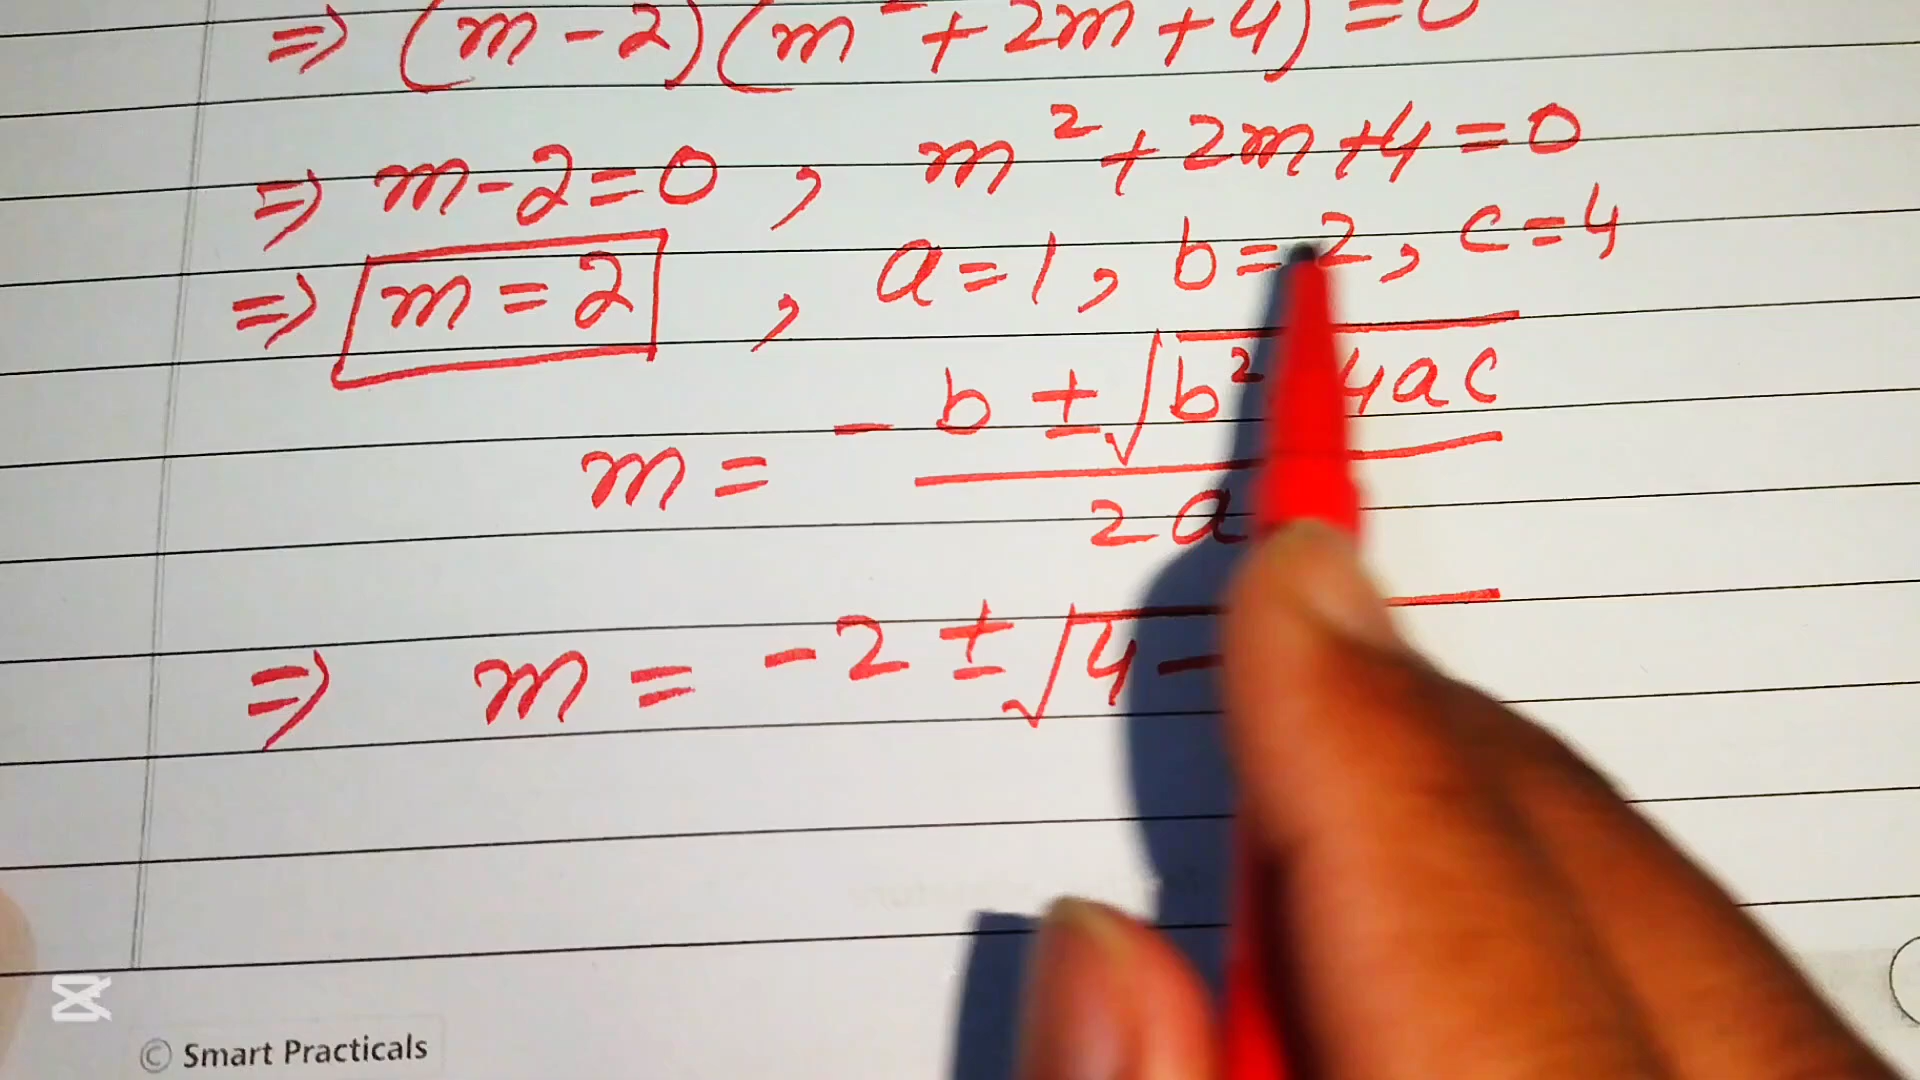 ⇒ (m-2)(m² + 2m + 4) = 0
⇒ m-2=0 , m² + 2m +4 = 0
⇒ m = 2 , a = 1 , b = 2 , c = 4
m = - b ± √b² 4ac / 2a
⇒ m = -2 ± √4 -
© Smart Practicals